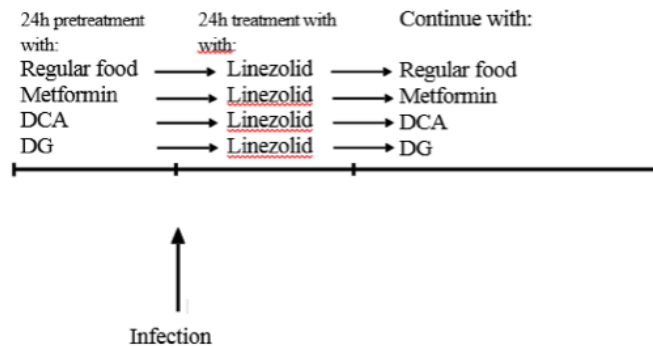 24h pretreatment with:
24h treatment with with:
Continue with:
Regular food Linezolid Regular food
Metformin Linezolid Metformin
DCA Linezolid DCA
DG Linezolid DG
Infection